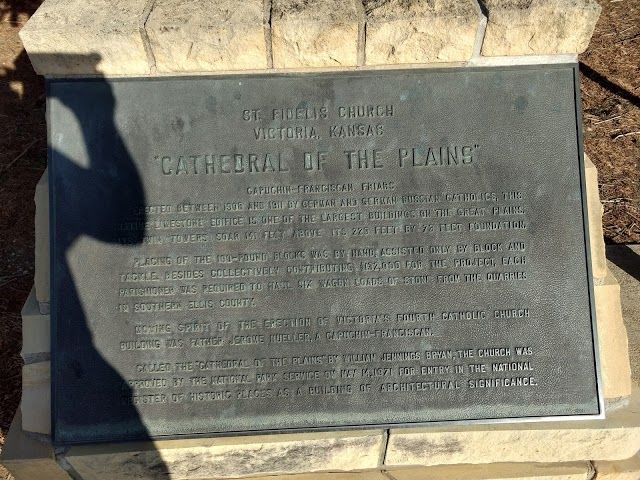 ST. FIDELIS CHURCH
VICTORIA, KANSAS
"CATHEDRAL OF THE PLAINS"
CAPUCHIN-FRANCISCAN FRIARS
ERECTED BETWEEN 1908 AND 1911 BY GERMAN AND GERMAN RUSSIAN CATHOLICS, THIS
NATIVE LIMESTONE EDIFICE IS ONE OF THE LARGEST BUILDINGS ON THE GREAT PLAINS.
ITS TWIN TOWERS SOAR 141 FEET ABOVE ITS 223 FEET BY 73 FEET FOUNDATION.
PLACING OF THE 100-POUND BLOCKS WAS BY HAND, ASSISTED ONLY BY BLOCK AND
TACKLE. BESIDES COLLECTIVELY CONTRIBUTING $132,000 FOR THE PROJECT, EACH
PARISHIONER WAS REQUIRED TO HAUL SIX WAGON LOADS OF STONE FROM THE QUARRIES
IN SOUTHERN ELLIS COUNTY.
MOVING SPIRIT OF THE ERECTION OF VICTORIA'S FOURTH CATHOLIC CHURCH
BUILDING WAS FATHER JEROME MUELLER, A CAPUCHIN-FRANCISCAN.
CALLED THE "CATHEDRAL OF THE PLAINS" BY WILLIAM JENNINGS BRYAN, THE CHURCH WAS
APPROVED BY THE NATIONAL PARK SERVICE ON MAY 14, 1971 FOR ENTRY IN THE NATIONAL
REGISTER OF HISTORIC PLACES AS A BUILDING OF ARCHITECTURAL SIGNIFICANCE.